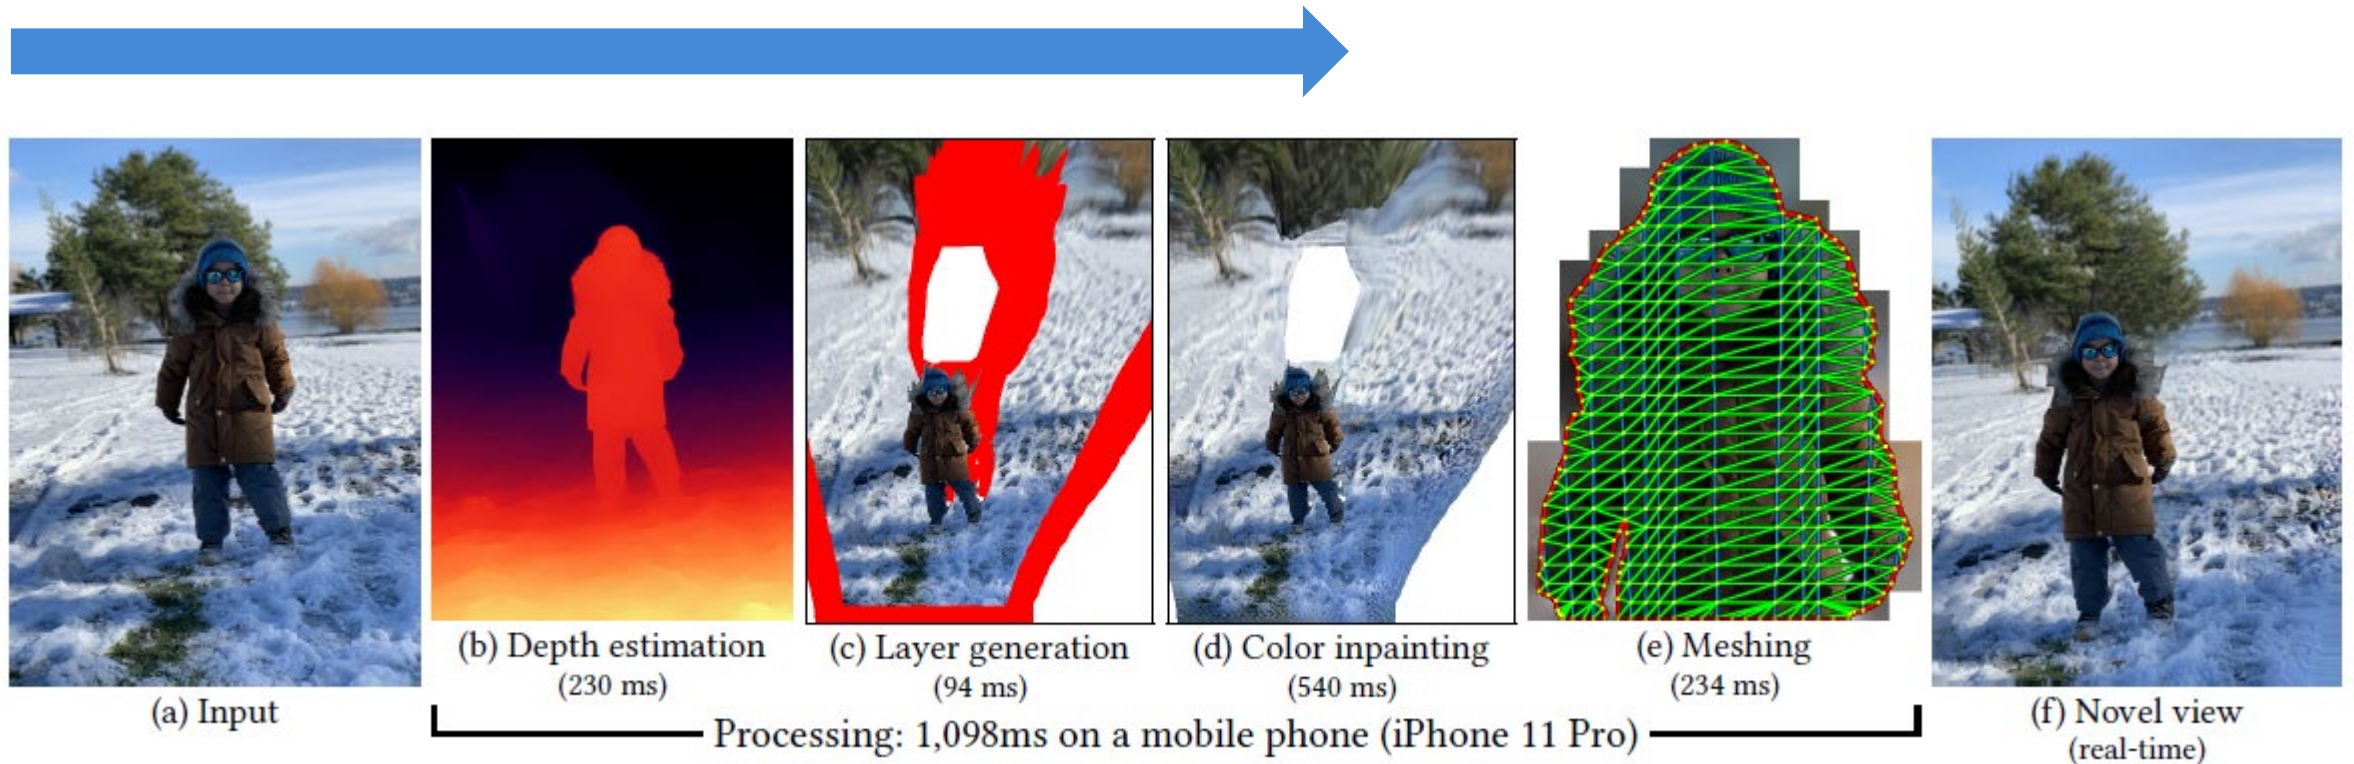 (a) Input
(b) Depth estimation
(230 ms)
(c) Layer generation
(94 ms)
(d) Color inpainting
(540 ms)
(e) Meshing
(234 ms)
(f) Novel view
(real-time)
Processing: 1,098ms on a mobile phone (iPhone 11 Pro)